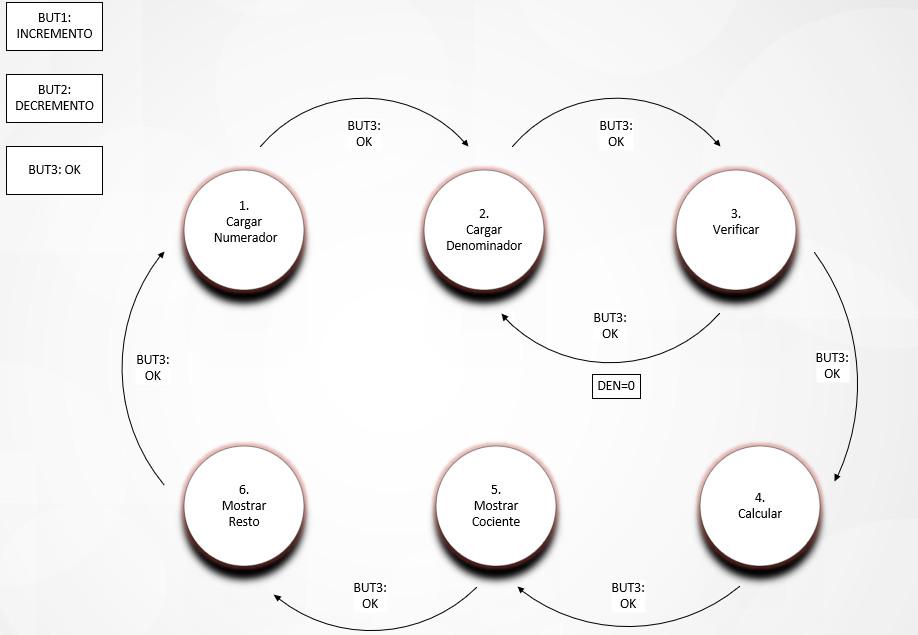 BUT1:
INCREMENTO
BUT2:
DECREMENTO
BUT3: OK
BUT3:
OK
BUT3:
OK
1.
Cargar
Numerador
2.
Cargar
Denominador
3.
Verificar
BUT3:
OK
DEN=0
BUT3:
OK
BUT3:
OK
6.
Mostrar
Resto
5.
Mostrar
Cociente
4.
Calcular
BUT3:
OK
BUT3:
OK